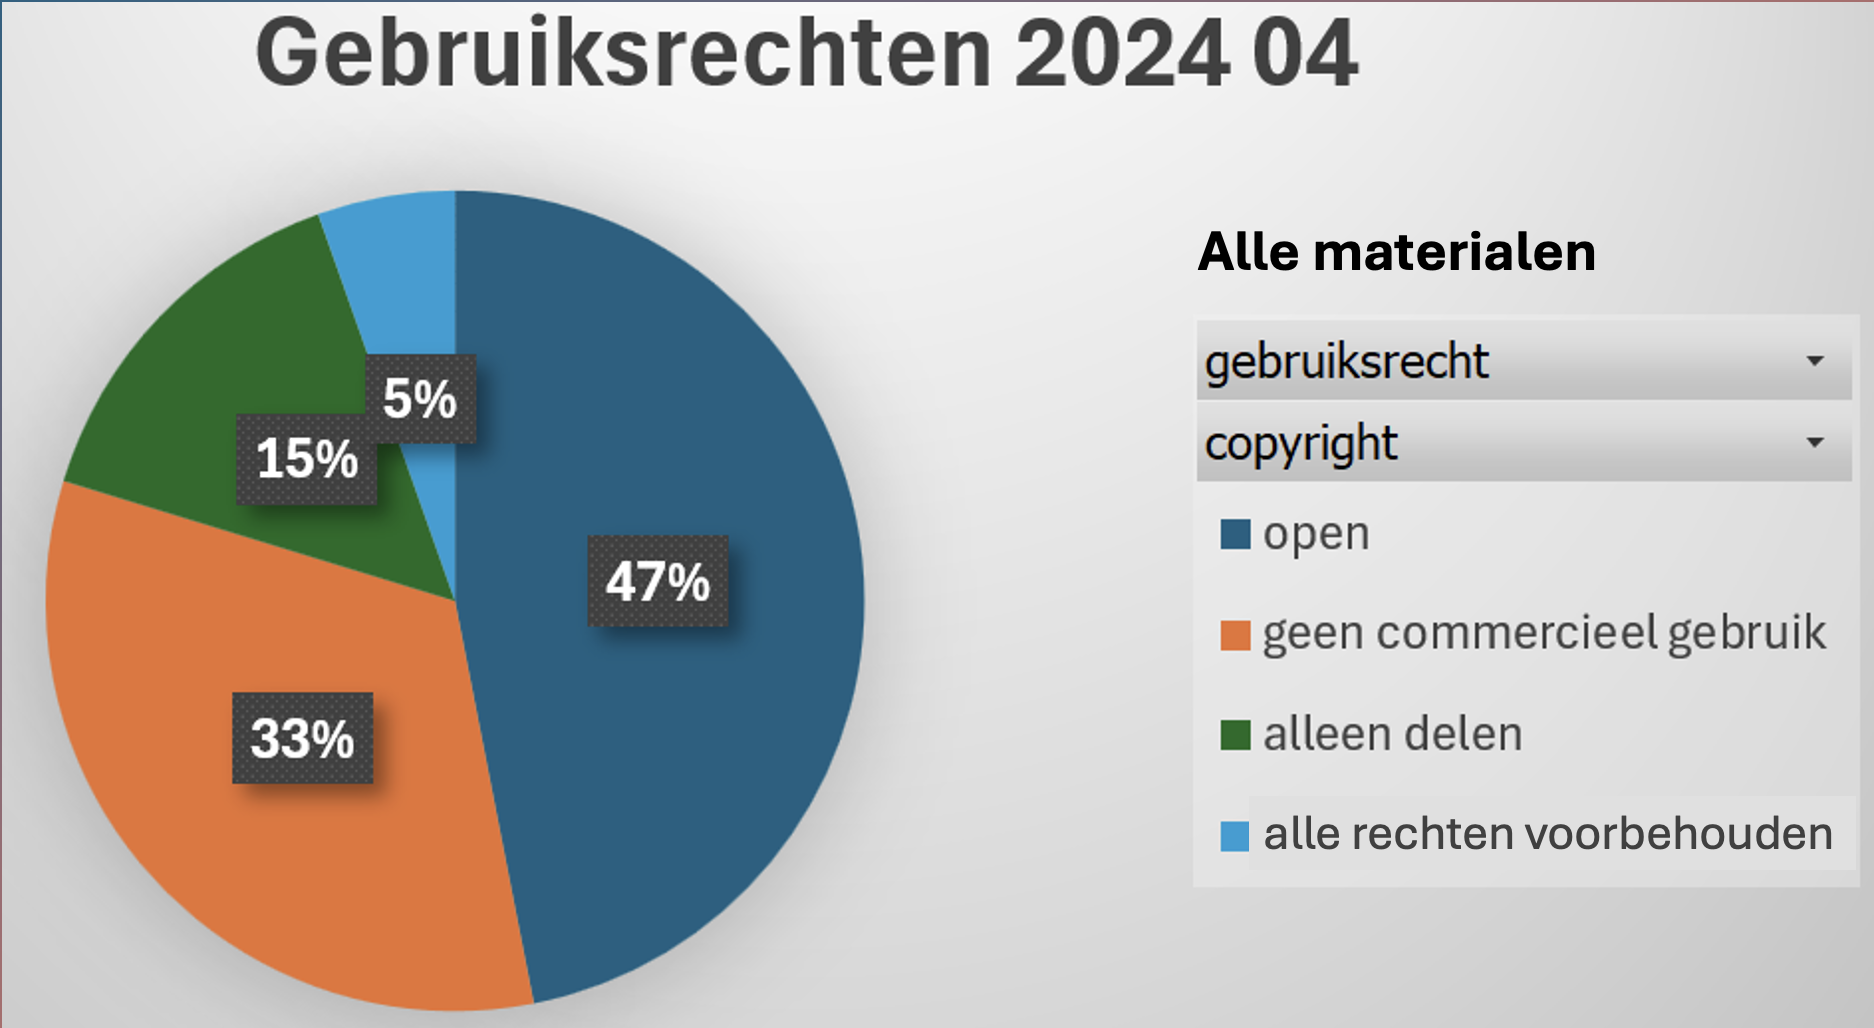 Gebruiksrechten 2024 04
5%
15%
47%
33%
Alle materialen
gebruiksrecht
copyright
open
geen commercieel gebruik
alleen delen
alle rechten voorbehouden